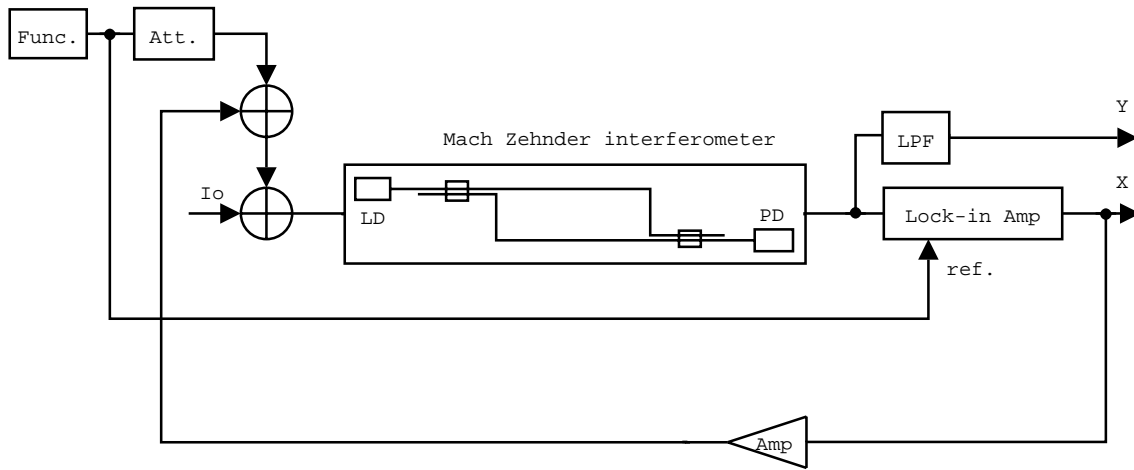 Func.
Att.
Y
Mach Zehnder interferometer
LPF
X
Io
LD
PD
Lock-in Amp
ref.
Amp